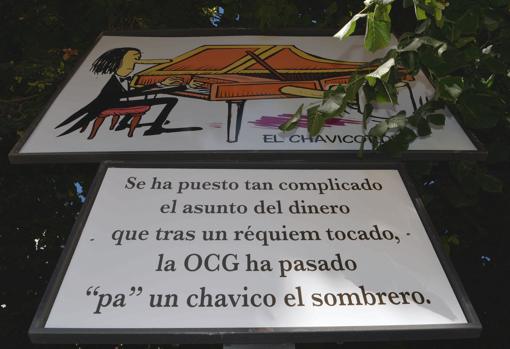 EL CHAVICO
Se ha puesto tan complicado
el asunto del dinero
que tras un réquiem tocado,
la OCG ha pasado
“pa” un chavico el sombrero.